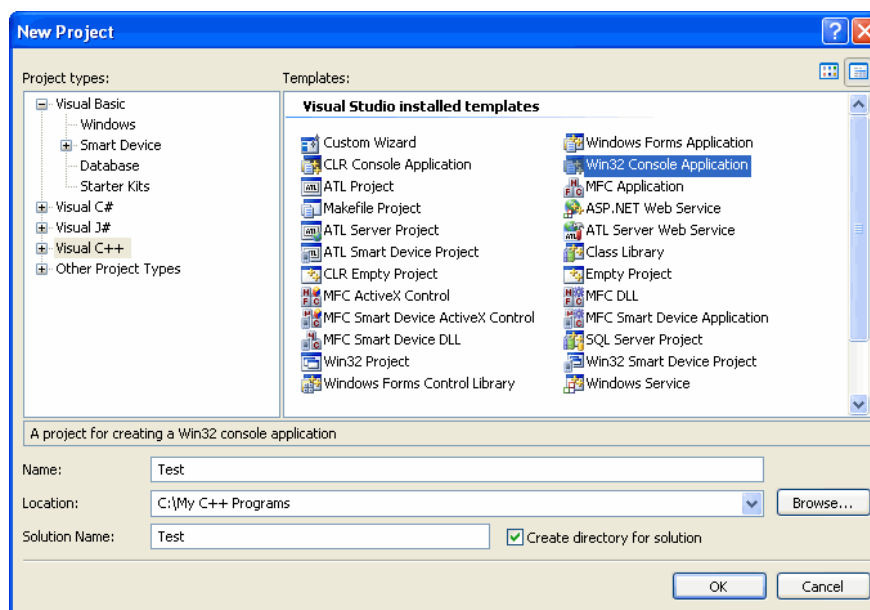 New Project
Project types:
Templates:
Visual Basic
Windows
Smart Device
Database
Starter Kits
Visual C#
Visual J#
Visual C++
Other Project Types
Visual Studio installed templates
Custom Wizard
CLR Console Application
ATL Project
Makefile Project
ATL Server Project
ATL Smart Device Project
CLR Empty Project
MFC ActiveX Control
MFC Smart Device ActiveX Control
MFC Smart Device DLL
Win32 Project
Windows Forms Control Library
Windows Forms Application
Win32 Console Application
MFC Application
ASP.NET Web Service
ATL Server Web Service
Class Library
Empty Project
MFC DLL
MFC Smart Device Application
SQL Server Project
Win32 Smart Device Project
Windows Service
A project for creating a Win32 console application
Name: Test
Location: C:\My C++ Programs Browse...
Solution Name: Test Create directory for solution
OK Cancel